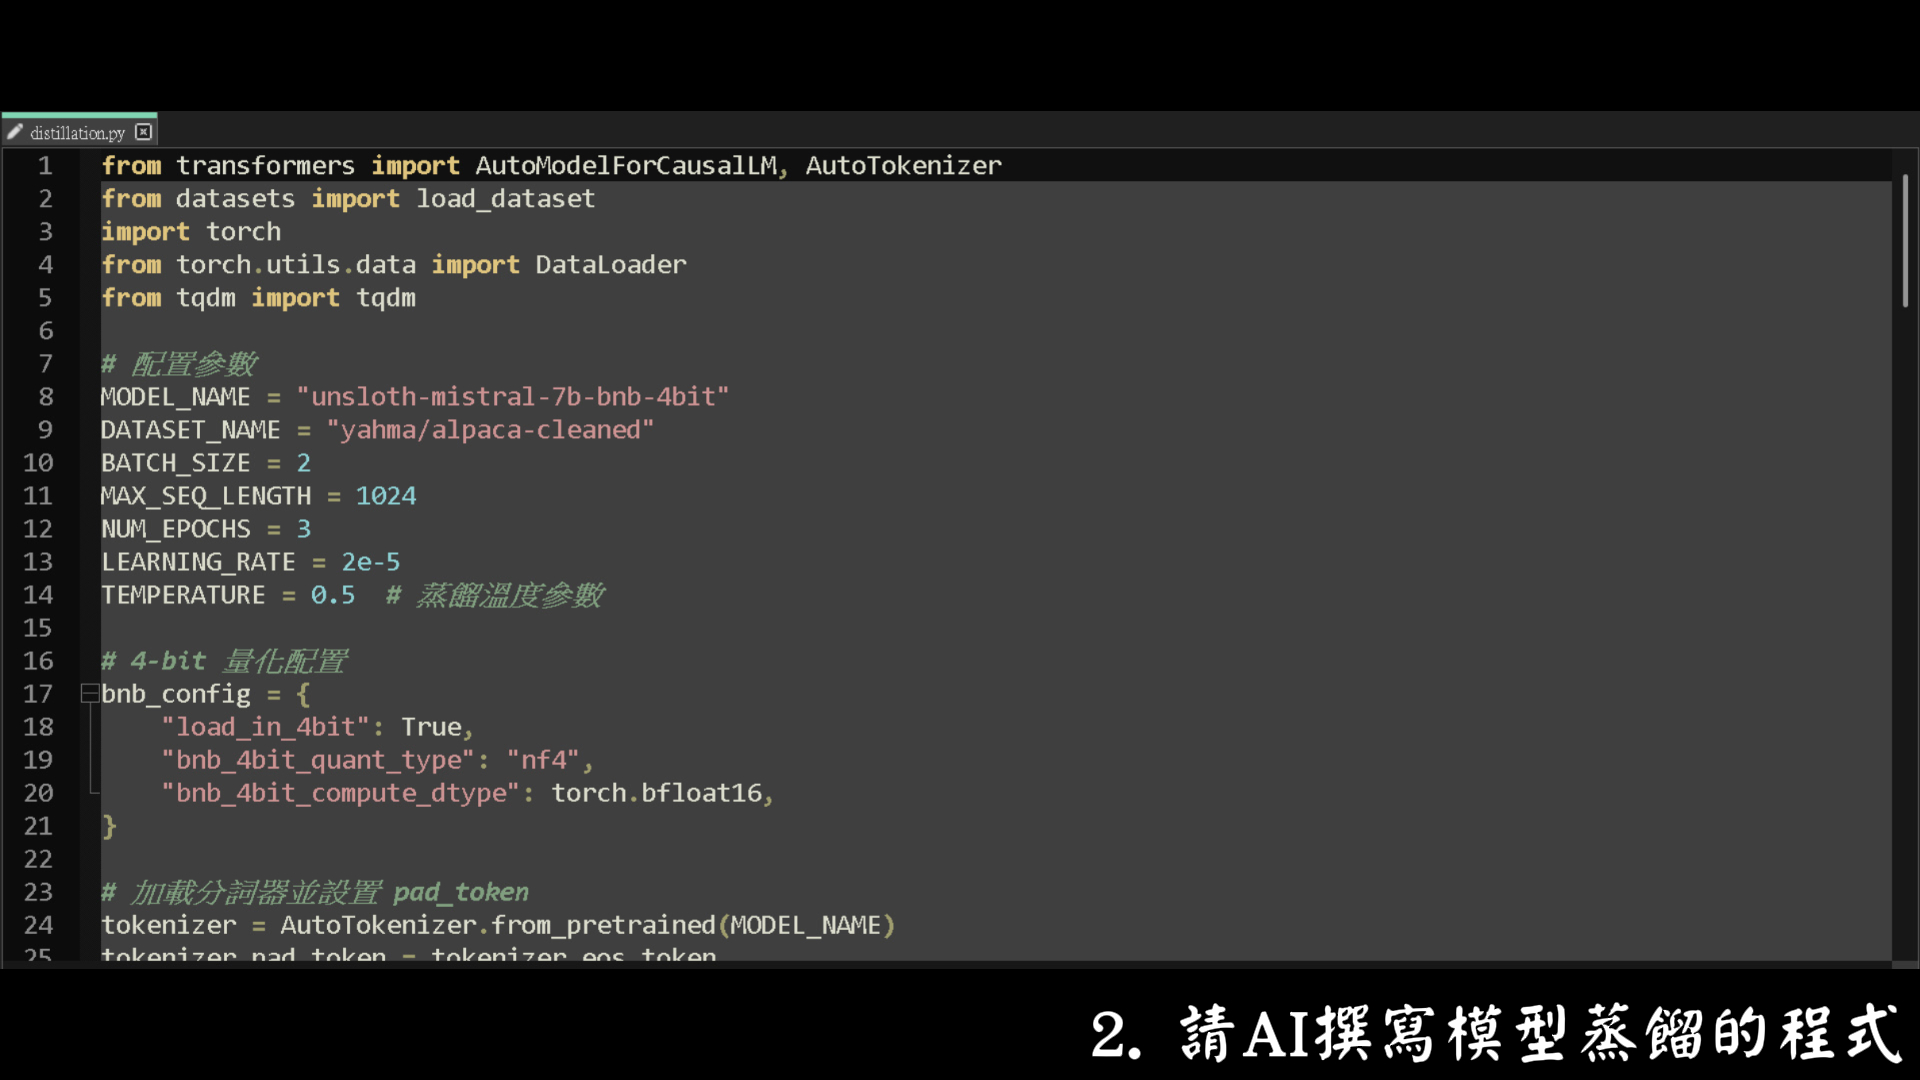 distillation.py
1 from transformers import AutoModelForCausalLM, AutoTokenizer
2 from datasets import load_dataset
3 import torch
4 from torch.utils.data import DataLoader
5 from tqdm import tqdm
6
7 # 配置參數
8 MODEL_NAME = "unsloth-mistral-7b-bnb-4bit"
9 DATASET_NAME = "yahma/alpaca-cleaned"
10 BATCH_SIZE = 2
11 MAX_SEQ_LENGTH = 1024
12 NUM_EPOCHS = 3
13 LEARNING_RATE = 2e-5
14 TEMPERATURE = 0.5  # 蒸餾溫度參數
15
16 # 4-bit 量化配置
17 bnb_config = {
18     "load_in_4bit": True,
19     "bnb_4bit_quant_type": "nf4",
20     "bnb_4bit_compute_dtype": torch.bfloat16,
21 }
22
23 # 加載分詞器並設置 pad_token
24 tokenizer = AutoTokenizer.from_pretrained(MODEL_NAME)
25 tokenizer.pad_token = tokenizer.eos_token
2. 請AI撰寫模型蒸餾的程式